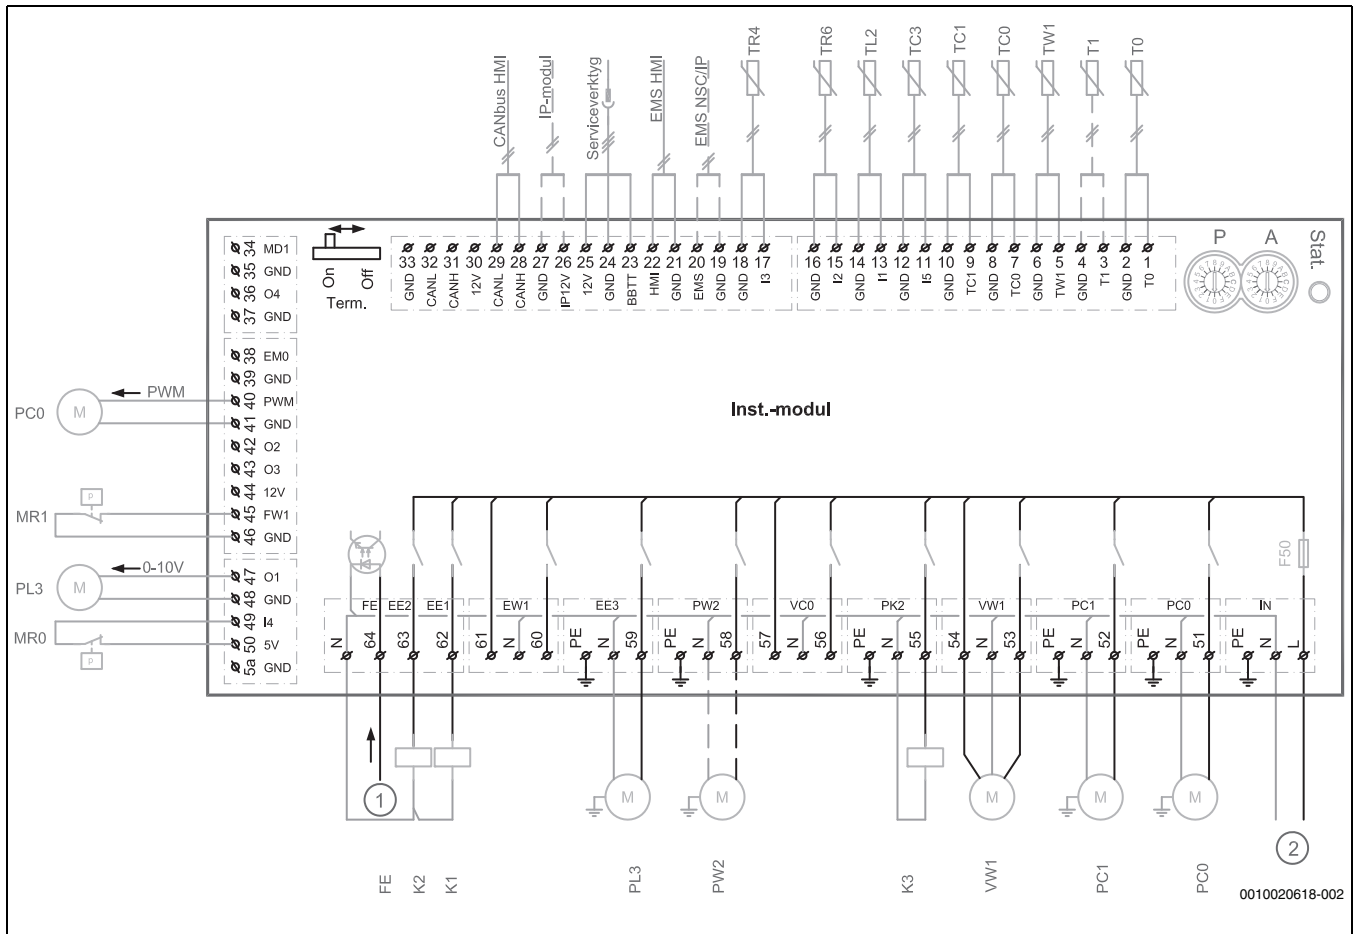 CANbus HMI
IP-modul
Serviceverktyg
EMS HMI
EMS NSC/IP
TR4
TR6
TL2
TC3
TC1
TC0
TW1
T1
T0
34 MD1
35 GND
36 O4
37 GND
On
Off
Term.
33 32 31 30 29 28 27 26 25 24 23 22 21 20 19 18 17
GND CANL CANH 12V CANL CANH GND IP12V 12V GND BBTT HMI GND EMS GND GND I3
16 15 14 13 12 11 10 9 8 7 6 5 4 3 2 1
GND I2 GND I1 GND I5 GND TC1 GND TC0 GND TW1 GND T1 GND T0
P
A
Stat.
38 EM0
39 GND
40 PWM
41 GND
42 O2
43 O3
44 12V
45 FW1
46 GND
47 O1
48 GND
49 I4
50 5V
5a GND
PWM
PC0
M
MR1
P
0-10V
PL3
M
MR0
P
Inst.-modul
F50
FE EE2 EE1 EW1 EE3 PW2 VC0 PK2 VW1 PC1 PC0 IN
N 64 63 62 61 N 60 PE N 59 PE N 58 57 N 56 PE N 55 54 N 53 PE N 52 PE N 51 PE N L
1
M
M
M
M
M
2
FE
K2
K1
PL3
PW2
K3
VW1
PC1
PC0
0010020618-002